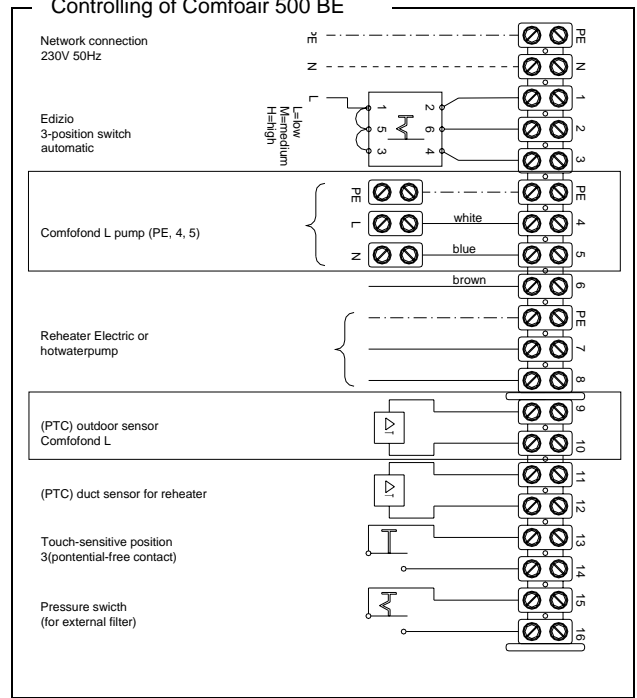 Controlling of Comfoair 500 BE
Network connection
230V 50Hz
PE
PE
N
N
Edizio
3-position switch
automatic
L
L=low
M=medium
H=high
1
5
3
2
6
4
1
2
3
Comfofond L pump (PE, 4, 5)
PE
L
N
white
blue
PE
4
5
brown
6
Reheater Electric or
hotwaterpump
PE
7
8
(PTC) outdoor sensor
Comfofond L
ΔT
9
10
(PTC) duct sensor for reheater
ΔT
11
12
Touch-sensitive position
3(pontential-free contact)
13
14
Pressure swicth
(for external filter)
15
16